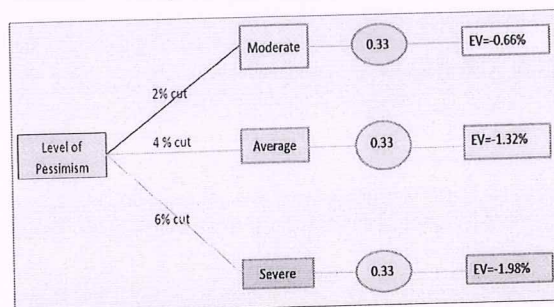 Moderate
0.33
EV=-0.66%
2% cut
Level of
Pessimism
4 % cut
Average
0.33
EV=-1.32%
6% cut
Severe
0.33
EV=-1.98%